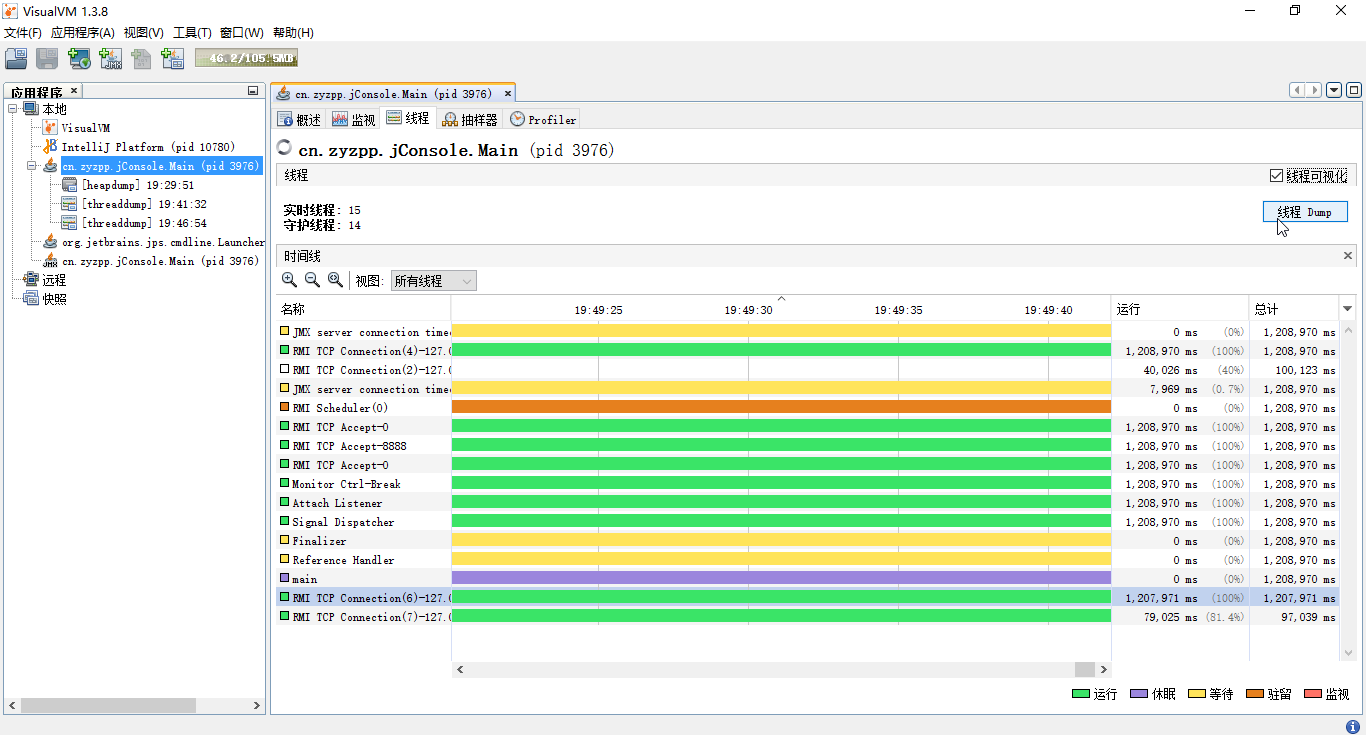 VisualVM 1.3.8
文件(F) 应用程序(A) 视图(V) 工具(T) 窗口(W) 帮助(H)
46.2/105.5MB
应用程序
本地
VisualVM
IntelliJ Platform (pid 10780)
cn.zyzpp.jConsole.Main (pid 3976)
[heapdump] 19:29:51
[threaddump] 19:41:32
[threaddump] 19:46:54
org.jetbrains.jps.cmdline.Launcher
cn.zyzpp.jConsole.Main (pid 3976)
远程
快照
cn.zyzpp.jConsole.Main (pid 3976)
概述 监视 线程 抽样器 Profiler
cn.zyzpp.jConsole.Main (pid 3976)
线程 线程可视化
实时线程: 15
守护线程: 14
线程 Dump
时间线
视图: 所有线程
名称 19:49:25 19:49:30 19:49:35 19:49:40 运行 总计
JMX server connection time 0 ms (0%) 1,208,970 ms
RMI TCP Connection(4)-127.( 1,208,970 ms (100%) 1,208,970 ms
RMI TCP Connection(2)-127.( 40,026 ms (40%) 100,123 ms
JMX server connection time 7,969 ms (0.7%) 1,208,970 ms
RMI Scheduler(0) 0 ms (0%) 1,208,970 ms
RMI TCP Accept-0 1,208,970 ms (100%) 1,208,970 ms
RMI TCP Accept-8888 1,208,970 ms (100%) 1,208,970 ms
RMI TCP Accept-0 1,208,970 ms (100%) 1,208,970 ms
Monitor Ctrl-Break 1,208,970 ms (100%) 1,208,970 ms
Attach Listener 1,208,970 ms (100%) 1,208,970 ms
Signal Dispatcher 1,208,970 ms (100%) 1,208,970 ms
Finalizer 0 ms (0%) 1,208,970 ms
Reference Handler 0 ms (0%) 1,208,970 ms
main 0 ms (0%) 1,208,970 ms
RMI TCP Connection(6)-127.( 1,207,971 ms (100%) 1,207,971 ms
RMI TCP Connection(7)-127.( 79,025 ms (81.4%) 97,039 ms
运行 休眠 等待 驻留 监视